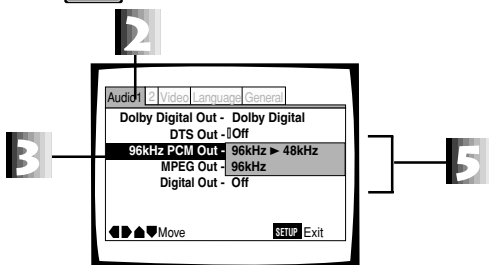 2
Audio1 2 Video Language General
Dolby Digital Out - Dolby Digital
DTS Out - Off
3
96kHz PCM Out - 96kHz ► 48kHz
5
MPEG Out - 96kHz
Digital Out - Off
Move SETUP Exit